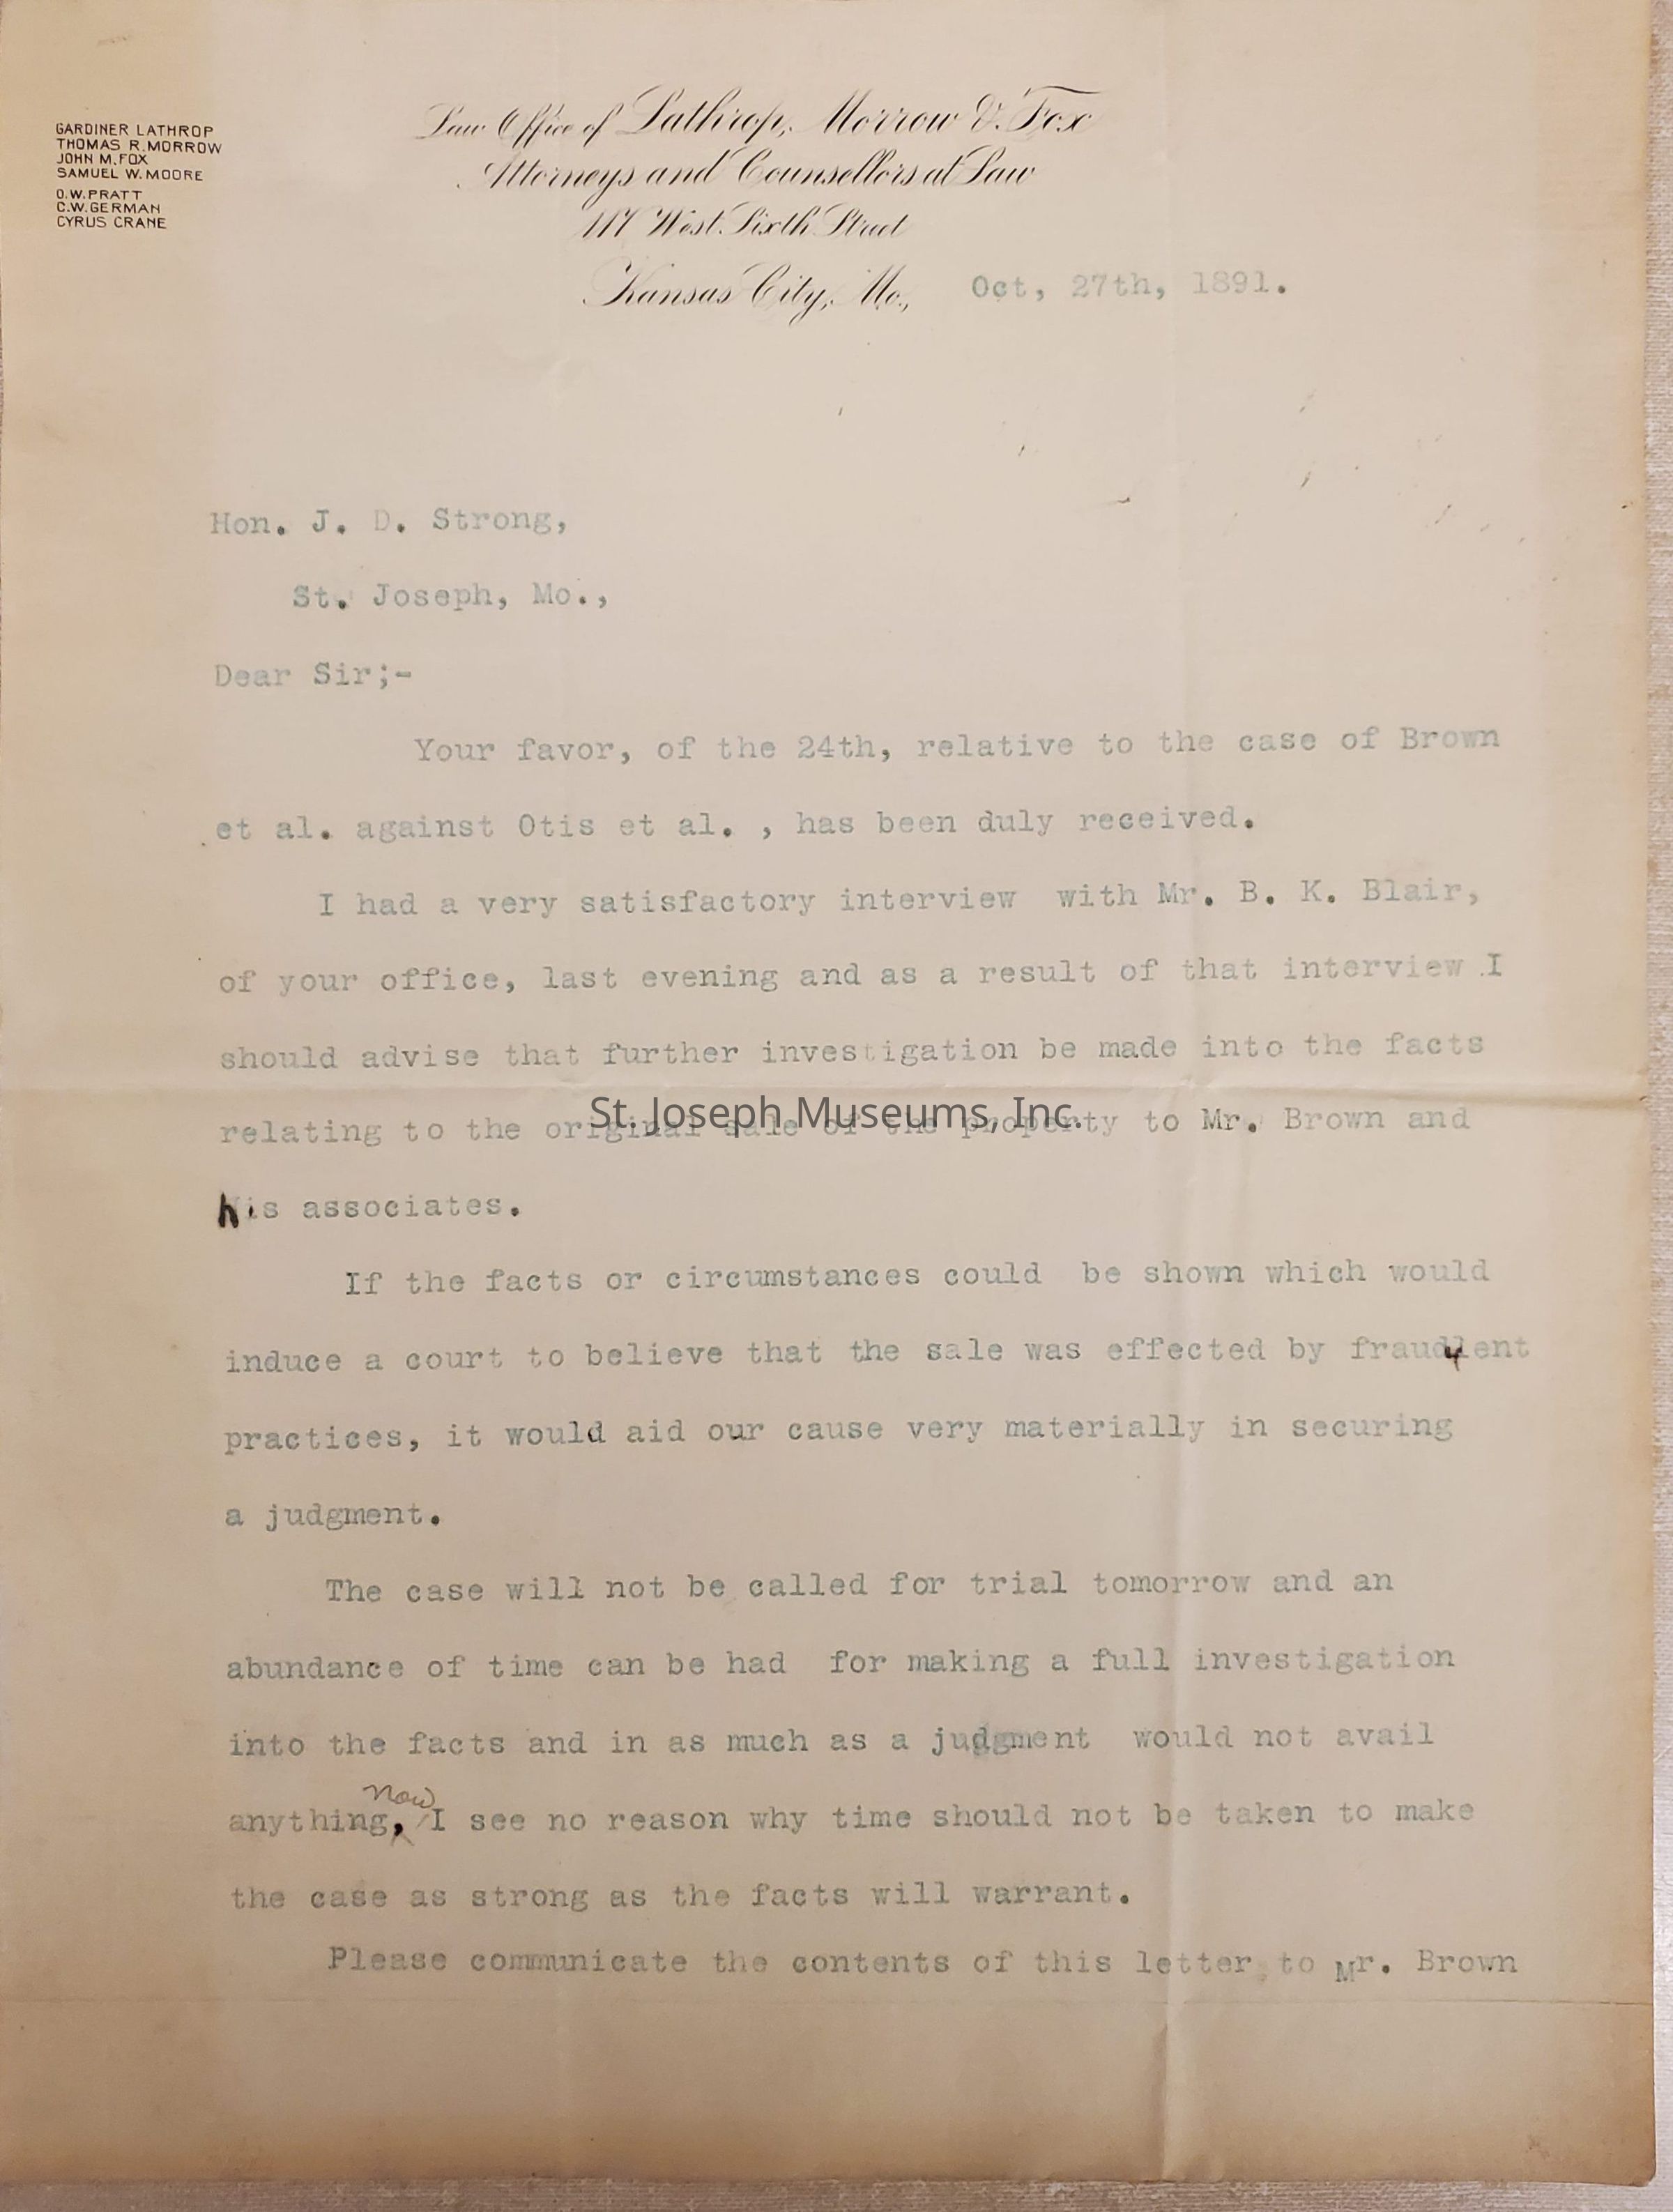 GARDINER LATHROP
THOMAS R. MORROW
JOHN M. FOX
SAMUEL W. MOORE
O. W. PRATT
C. W. GERMAN
CYRUS CRANE
Law Office of Lathrop, Morrow & Fox
Attorneys and Counsellors at Law
117 West Sixth Street
Kansas City, Mo., Oct, 27th, 1891.
Hon. J. D. Strong,
St. Joseph, Mo.,
Dear Sir;-
Your favor, of the 24th, relative to the case of Brown
et al. against Otis et al. , has been duly received.
I had a very satisfactory interview with Mr. B. K. Blair,
of your office, last evening and as a result of that interview I
should advise that further investigation be made into the facts
relating to the original sale of the property to Mr. Brown and
St. Joseph Museums, Inc.
his associates.
If the facts or circumstances could be shown which would
induce a court to believe that the sale was effected by fraudulent
practices, it would aid our cause very materially in securing
a judgment.
The case will not be called for trial tomorrow and an
abundance of time can be had for making a full investigation
into the facts and in as much as a judgment would not avail
anything, now I see no reason why time should not be taken to make
the case as strong as the facts will warrant.
Please communicate the contents of this letter to Mr. Brown